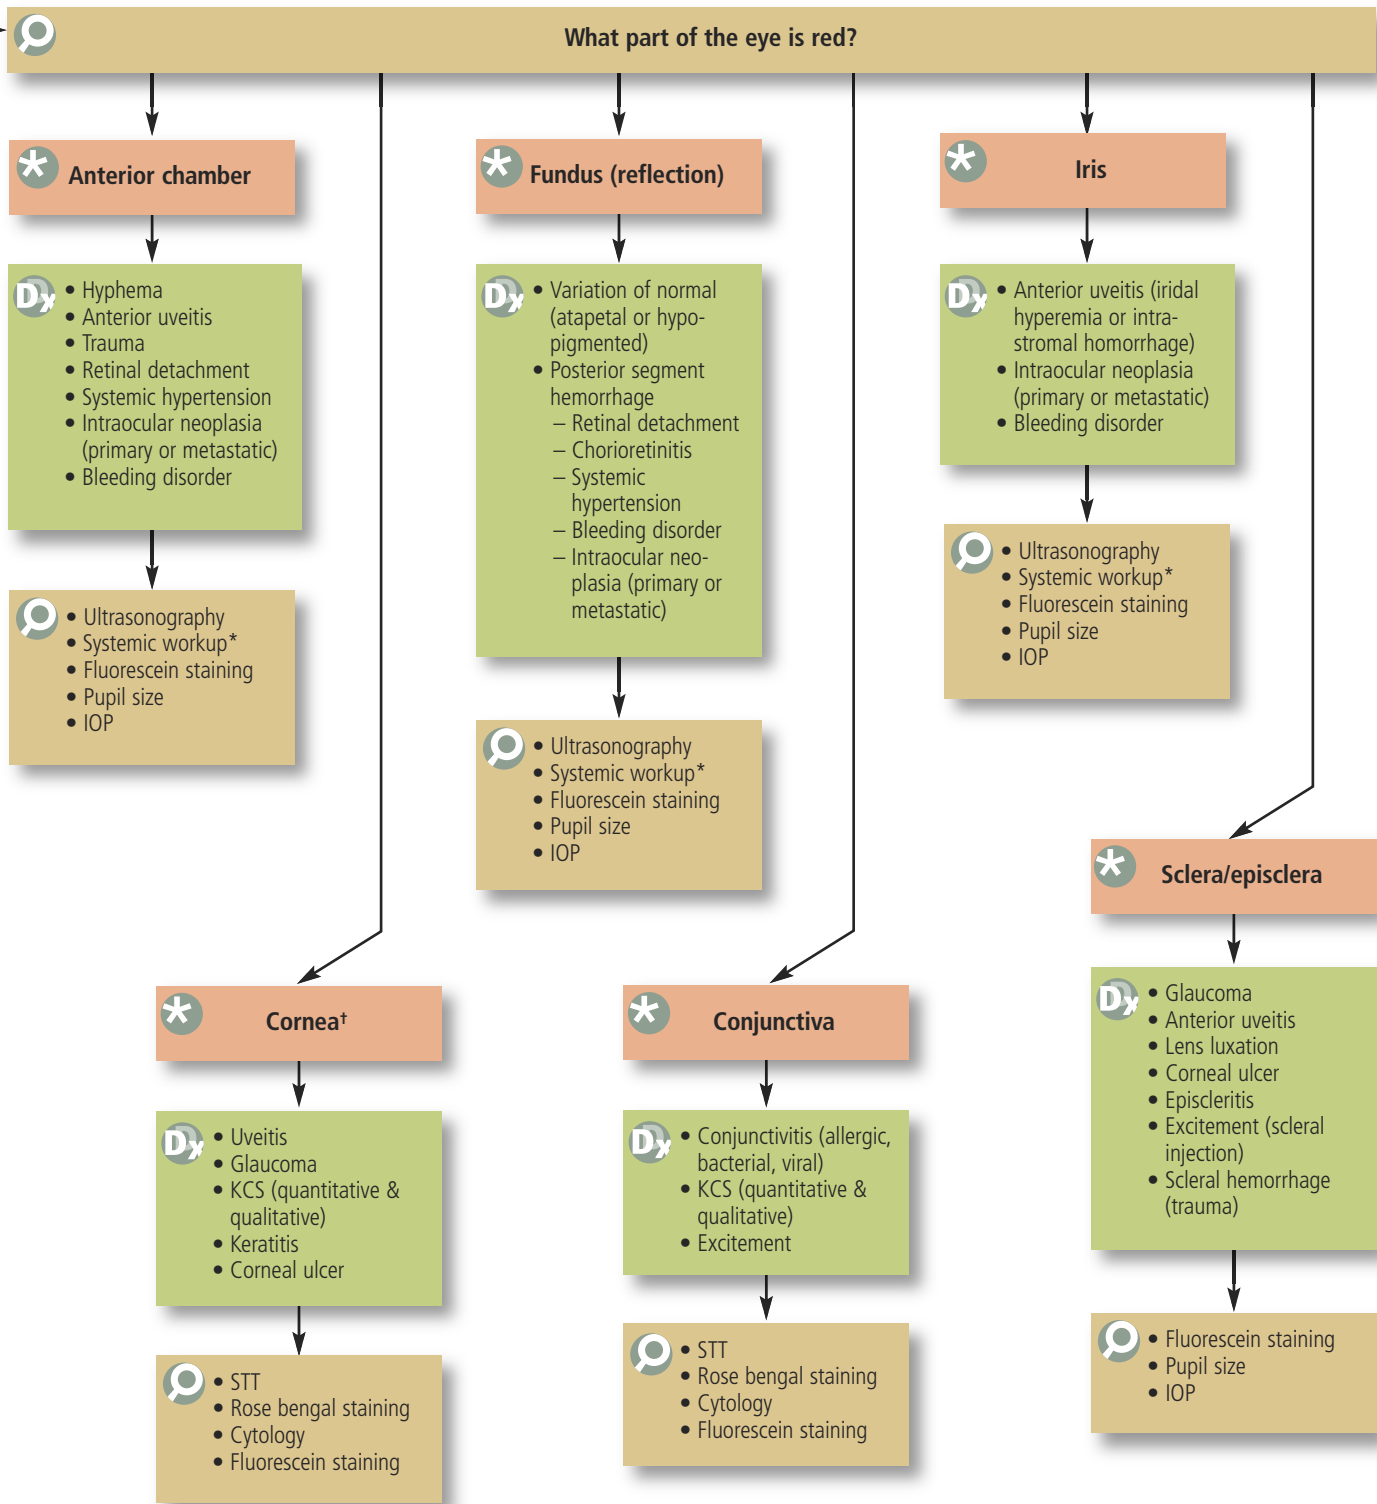 What part of the eye is red?
Anterior chamber
Dx
• Hyphema
• Anterior uveitis
• Trauma
• Retinal detachment
• Systemic hypertension
• Intraocular neoplasia
(primary or metastatic)
• Bleeding disorder
• Ultrasonography
• Systemic workup*
• Fluorescein staining
• Pupil size
• IOP
Fundus (reflection)
Dx
• Variation of normal
(atapetal or hypo-
pigmented)
• Posterior segment
hemorrhage
– Retinal detachment
– Chorioretinitis
– Systemic
hypertension
– Bleeding disorder
– Intraocular neo-
plasia (primary or
metastatic)
• Ultrasonography
• Systemic workup*
• Fluorescein staining
• Pupil size
• IOP
Iris
Dx
• Anterior uveitis (iridal
hyperemia or intra-
stromal homorrhage)
• Intraocular neoplasia
(primary or metastatic)
• Bleeding disorder
• Ultrasonography
• Systemic workup*
• Fluorescein staining
• Pupil size
• IOP
Cornea†
Dx
• Uveitis
• Glaucoma
• KCS (quantitative &
qualitative)
• Keratitis
• Corneal ulcer
• STT
• Rose bengal staining
• Cytology
• Fluorescein staining
Conjunctiva
Dx
• Conjunctivitis (allergic,
bacterial, viral)
• KCS (quantitative &
qualitative)
• Excitement
• STT
• Rose bengal staining
• Cytology
• Fluorescein staining
Sclera/episclera
Dx
• Glaucoma
• Anterior uveitis
• Lens luxation
• Corneal ulcer
• Episcleritis
• Excitement (scleral
injection)
• Scleral hemorrhage
(trauma)
• Fluorescein staining
• Pupil size
• IOP